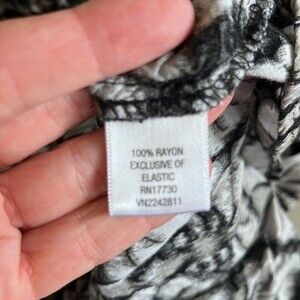 100% RAYON
EXCLUSIVE OF
ELASTIC
RN17730
VN2242811